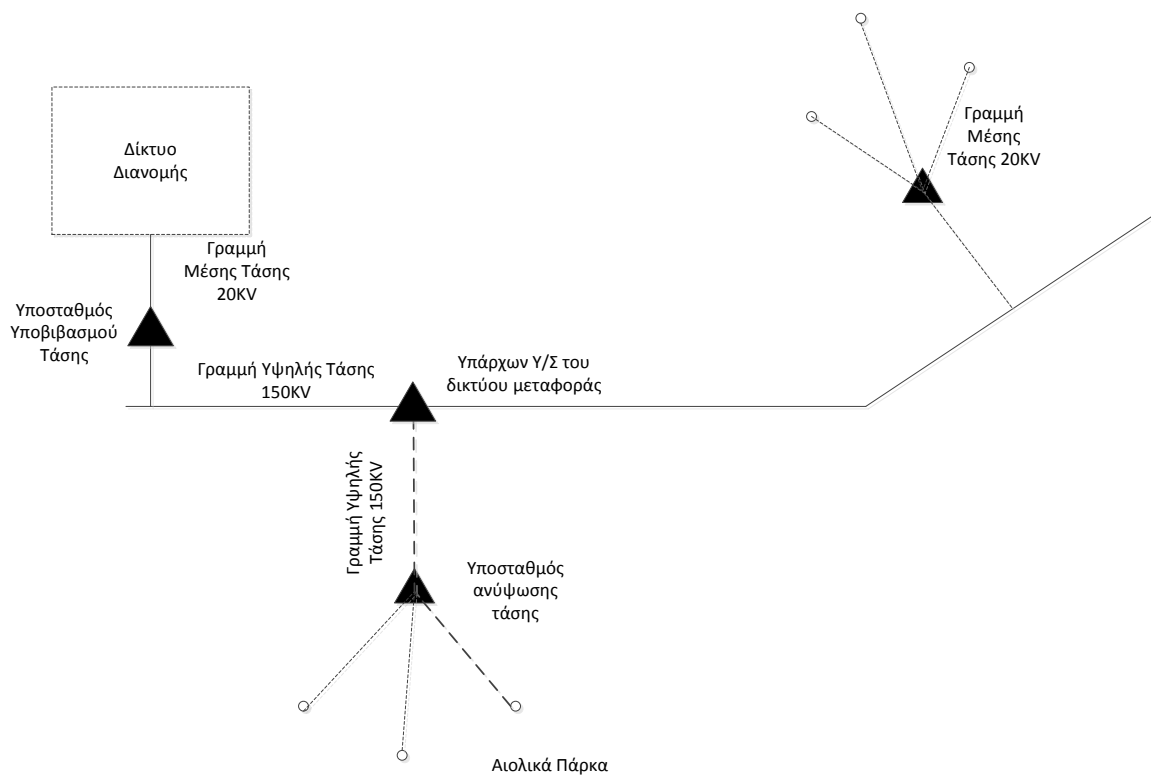 Γραμμή
Μέσης
Τάσης 20KV
Δίκτυο
Διανομής
Γραμμή
Μέσης Τάσης
20KV
Υποσταθμός
Υποβιβασμού
Τάσης
Γραμμή Υψηλής Τάσης
150KV
Υπάρχων Υ/Σ του
δικτύου μεταφοράς
Γραμμή Υψηλής
Τάσης 150KV
Υποσταθμός
ανύψωσης
τάσης
Αιολικά Πάρκα